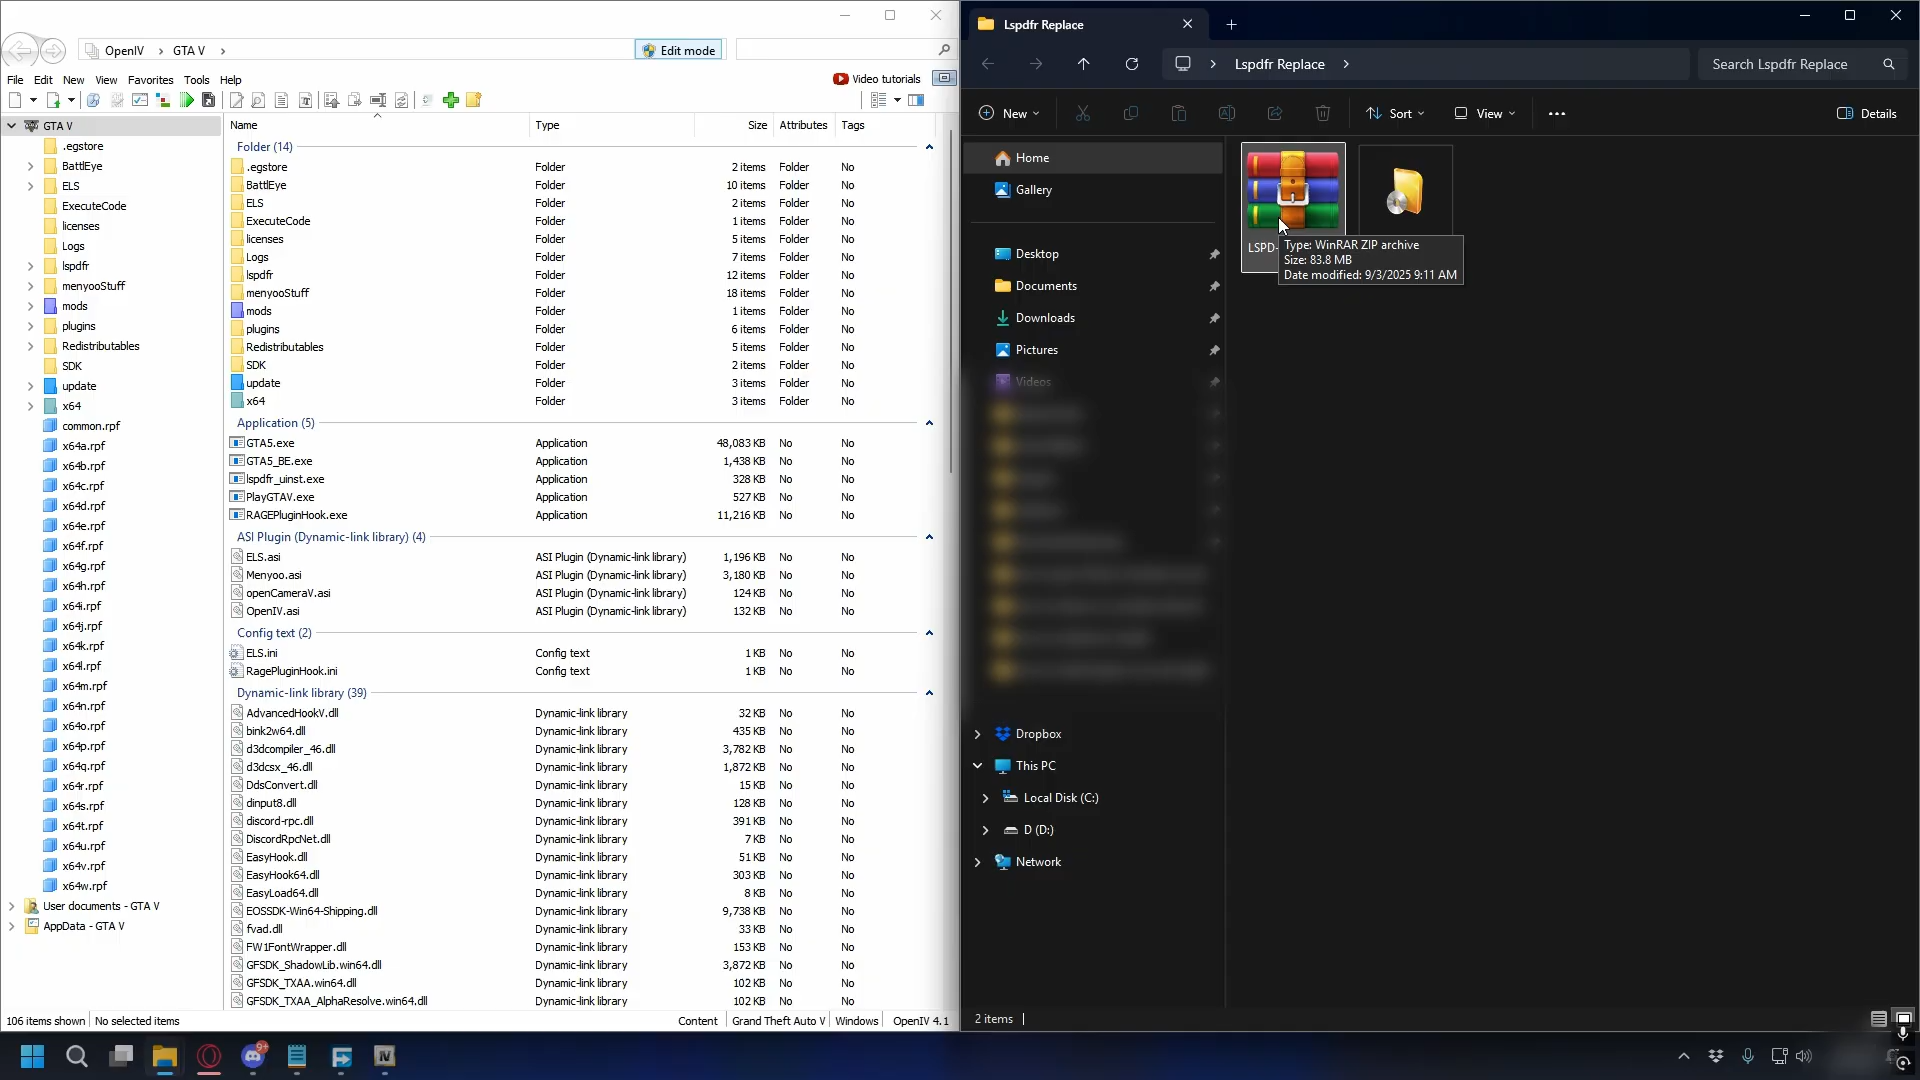 OpenIV
GTA V
Edit mode
File Edit New View Favorites Tools Help
Video tutorials
GTA V
.egstore
BattlEye
ELS
ExecuteCode
licenses
Logs
lspdfr
menyooStuff
mods
plugins
Redistributables
SDK
update
x64
common.rpf
x64a.rpf
x64b.rpf
x64c.rpf
x64d.rpf
x64e.rpf
x64f.rpf
x64g.rpf
x64h.rpf
x64i.rpf
x64j.rpf
x64k.rpf
x64l.rpf
x64m.rpf
x64n.rpf
x64o.rpf
x64p.rpf
x64q.rpf
x64r.rpf
x64s.rpf
x64t.rpf
x64u.rpf
x64v.rpf
x64w.rpf
User documents - GTA V
AppData - GTA V
Name Type Size Attributes Tags
Folder (14)
.egstore Folder 2 items Folder No
BattlEye Folder 10 items Folder No
ELS Folder 2 items Folder No
ExecuteCode Folder 1 items Folder No
licenses Folder 5 items Folder No
Logs Folder 7 items Folder No
lspdfr Folder 12 items Folder No
menyooStuff Folder 18 items Folder No
mods Folder 1 items Folder No
plugins Folder 6 items Folder No
Redistributables Folder 5 items Folder No
SDK Folder 2 items Folder No
update Folder 3 items Folder No
x64 Folder 3 items Folder No
Application (5)
GTA5.exe Application 48,083 KB No No
GTA5_BE.exe Application 1,438 KB No No
lspdfr_uinst.exe Application 328 KB No No
PlayGTAV.exe Application 527 KB No No
RAGEPluginHook.exe Application 11,216 KB No No
ASI Plugin (Dynamic-link library) (4)
ELS.asi ASI Plugin (Dynamic-link library) 1,196 KB No No
Menyoo.asi ASI Plugin (Dynamic-link library) 3,180 KB No No
openCameraV.asi ASI Plugin (Dynamic-link library) 124 KB No No
OpenIV.asi ASI Plugin (Dynamic-link library) 132 KB No No
Config text (2)
ELS.ini Config text 1 KB No No
RagePluginHook.ini Config text 1 KB No No
Dynamic-link library (39)
AdvancedHookV.dll Dynamic-link library 32 KB No No
bink2w64.dll Dynamic-link library 435 KB No No
d3dcompiler_46.dll Dynamic-link library 3,782 KB No No
d3dcsx_46.dll Dynamic-link library 1,872 KB No No
DdsConvert.dll Dynamic-link library 15 KB No No
dinput8.dll Dynamic-link library 128 KB No No
discord-rpc.dll Dynamic-link library 391 KB No No
DiscordRpcNet.dll Dynamic-link library 7 KB No No
EasyHook.dll Dynamic-link library 51 KB No No
EasyHook64.dll Dynamic-link library 303 KB No No
EasyLoad64.dll Dynamic-link library 8 KB No No
EOSSDK-Win64-Shipping.dll Dynamic-link library 9,738 KB No No
fvad.dll Dynamic-link library 33 KB No No
FW1FontWrapper.dll Dynamic-link library 153 KB No No
GFSDK_ShadowLib.win64.dll Dynamic-link library 3,872 KB No No
GFSDK_TXAA.win64.dll Dynamic-link library 102 KB No No
GFSDK_TXAA_AlphaResolve.win64.dll Dynamic-link library 102 KB No No
106 items shown No selected items Content Grand Theft Auto V Windows OpenIV 4.1
Lspdfr Replace
Lspdfr Replace
Search Lspdfr Replace
New Sort View Details
Home
Gallery
Desktop
Documents
Downloads
Pictures
Videos
Dropbox
This PC
Local Disk (C:)
D (D:)
Network
LSPD-
Type: WinRAR ZIP archive
Size: 83.8 MB
Date modified: 9/3/2025 9:11 AM
2 items
9+